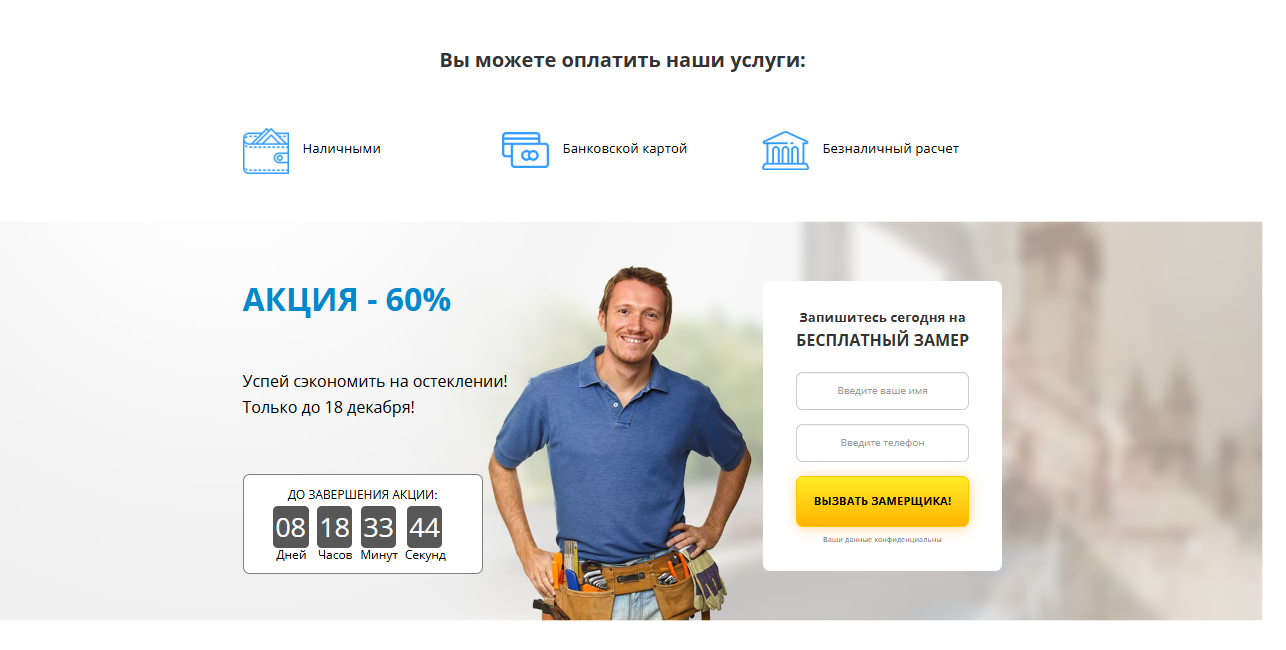 Вы можете оплатить наши услуги:
Наличными
Банковской картой
Безналичный расчет
АКЦИЯ - 60%
Успей сэкономить на остеклении!
Только до 18 декабря!
ДО ЗАВЕРШЕНИЯ АКЦИИ:
08 18 33 44
Дней Часов Минут Секунд
Запишитесь сегодня на
БЕСПЛАТНЫЙ ЗАМЕР
Введите ваше имя
Введите телефон
ВЫЗВАТЬ ЗАМЕРЩИКА!
Ваши данные конфиденциальны